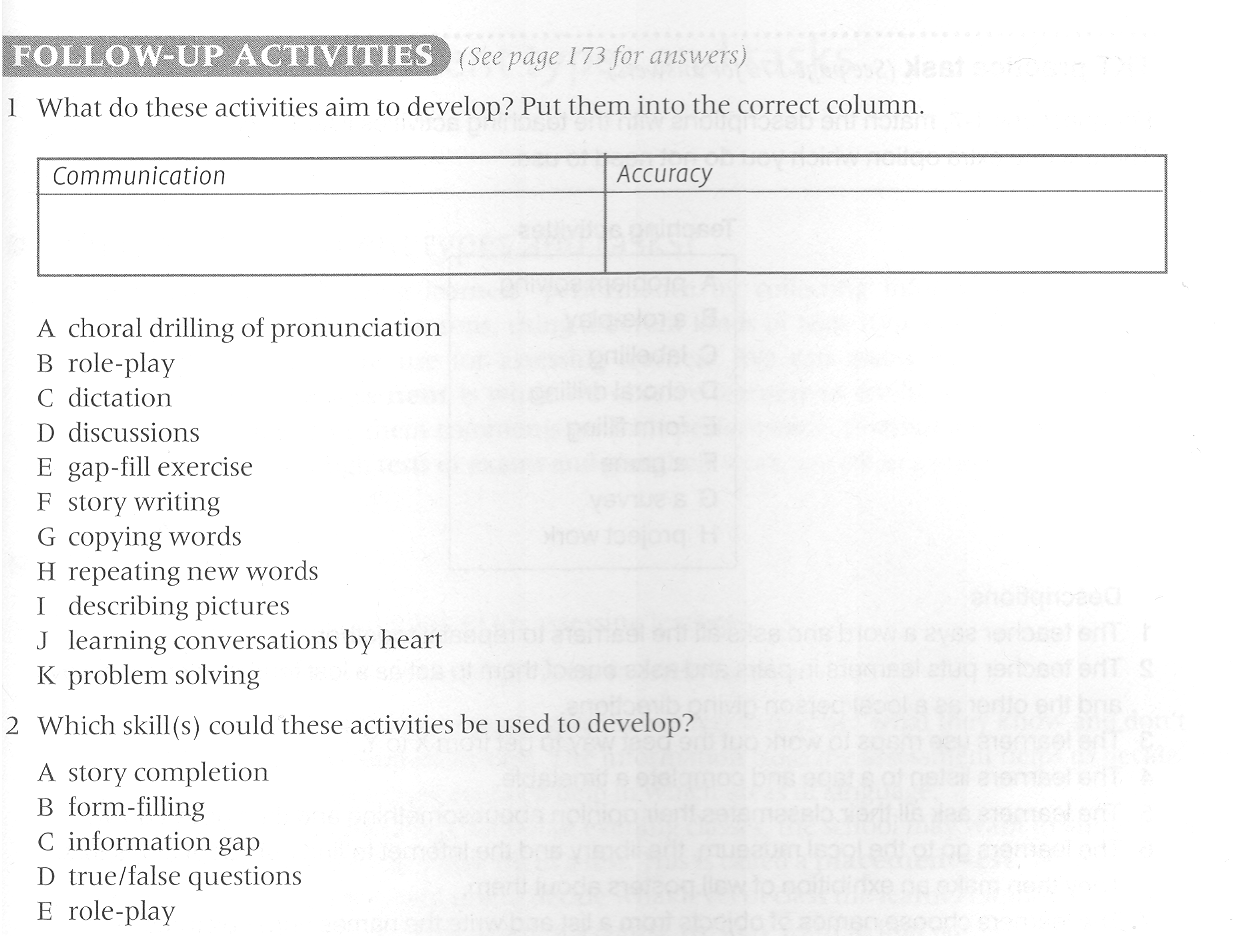 FOLLOW-UP ACTIVITIES (See page 173 for answers)
1 What do these activities aim to develop? Put them into the correct column.
Communication Accuracy
A choral drilling of pronunciation
B role-play
C dictation
D discussions
E gap-fill exercise
F story writing
G copying words
H repeating new words
I describing pictures
J learning conversations by heart
K problem solving
2 Which skill(s) could these activities be used to develop?
A story completion
B form-filling
C information gap
D true/false questions
E role-play